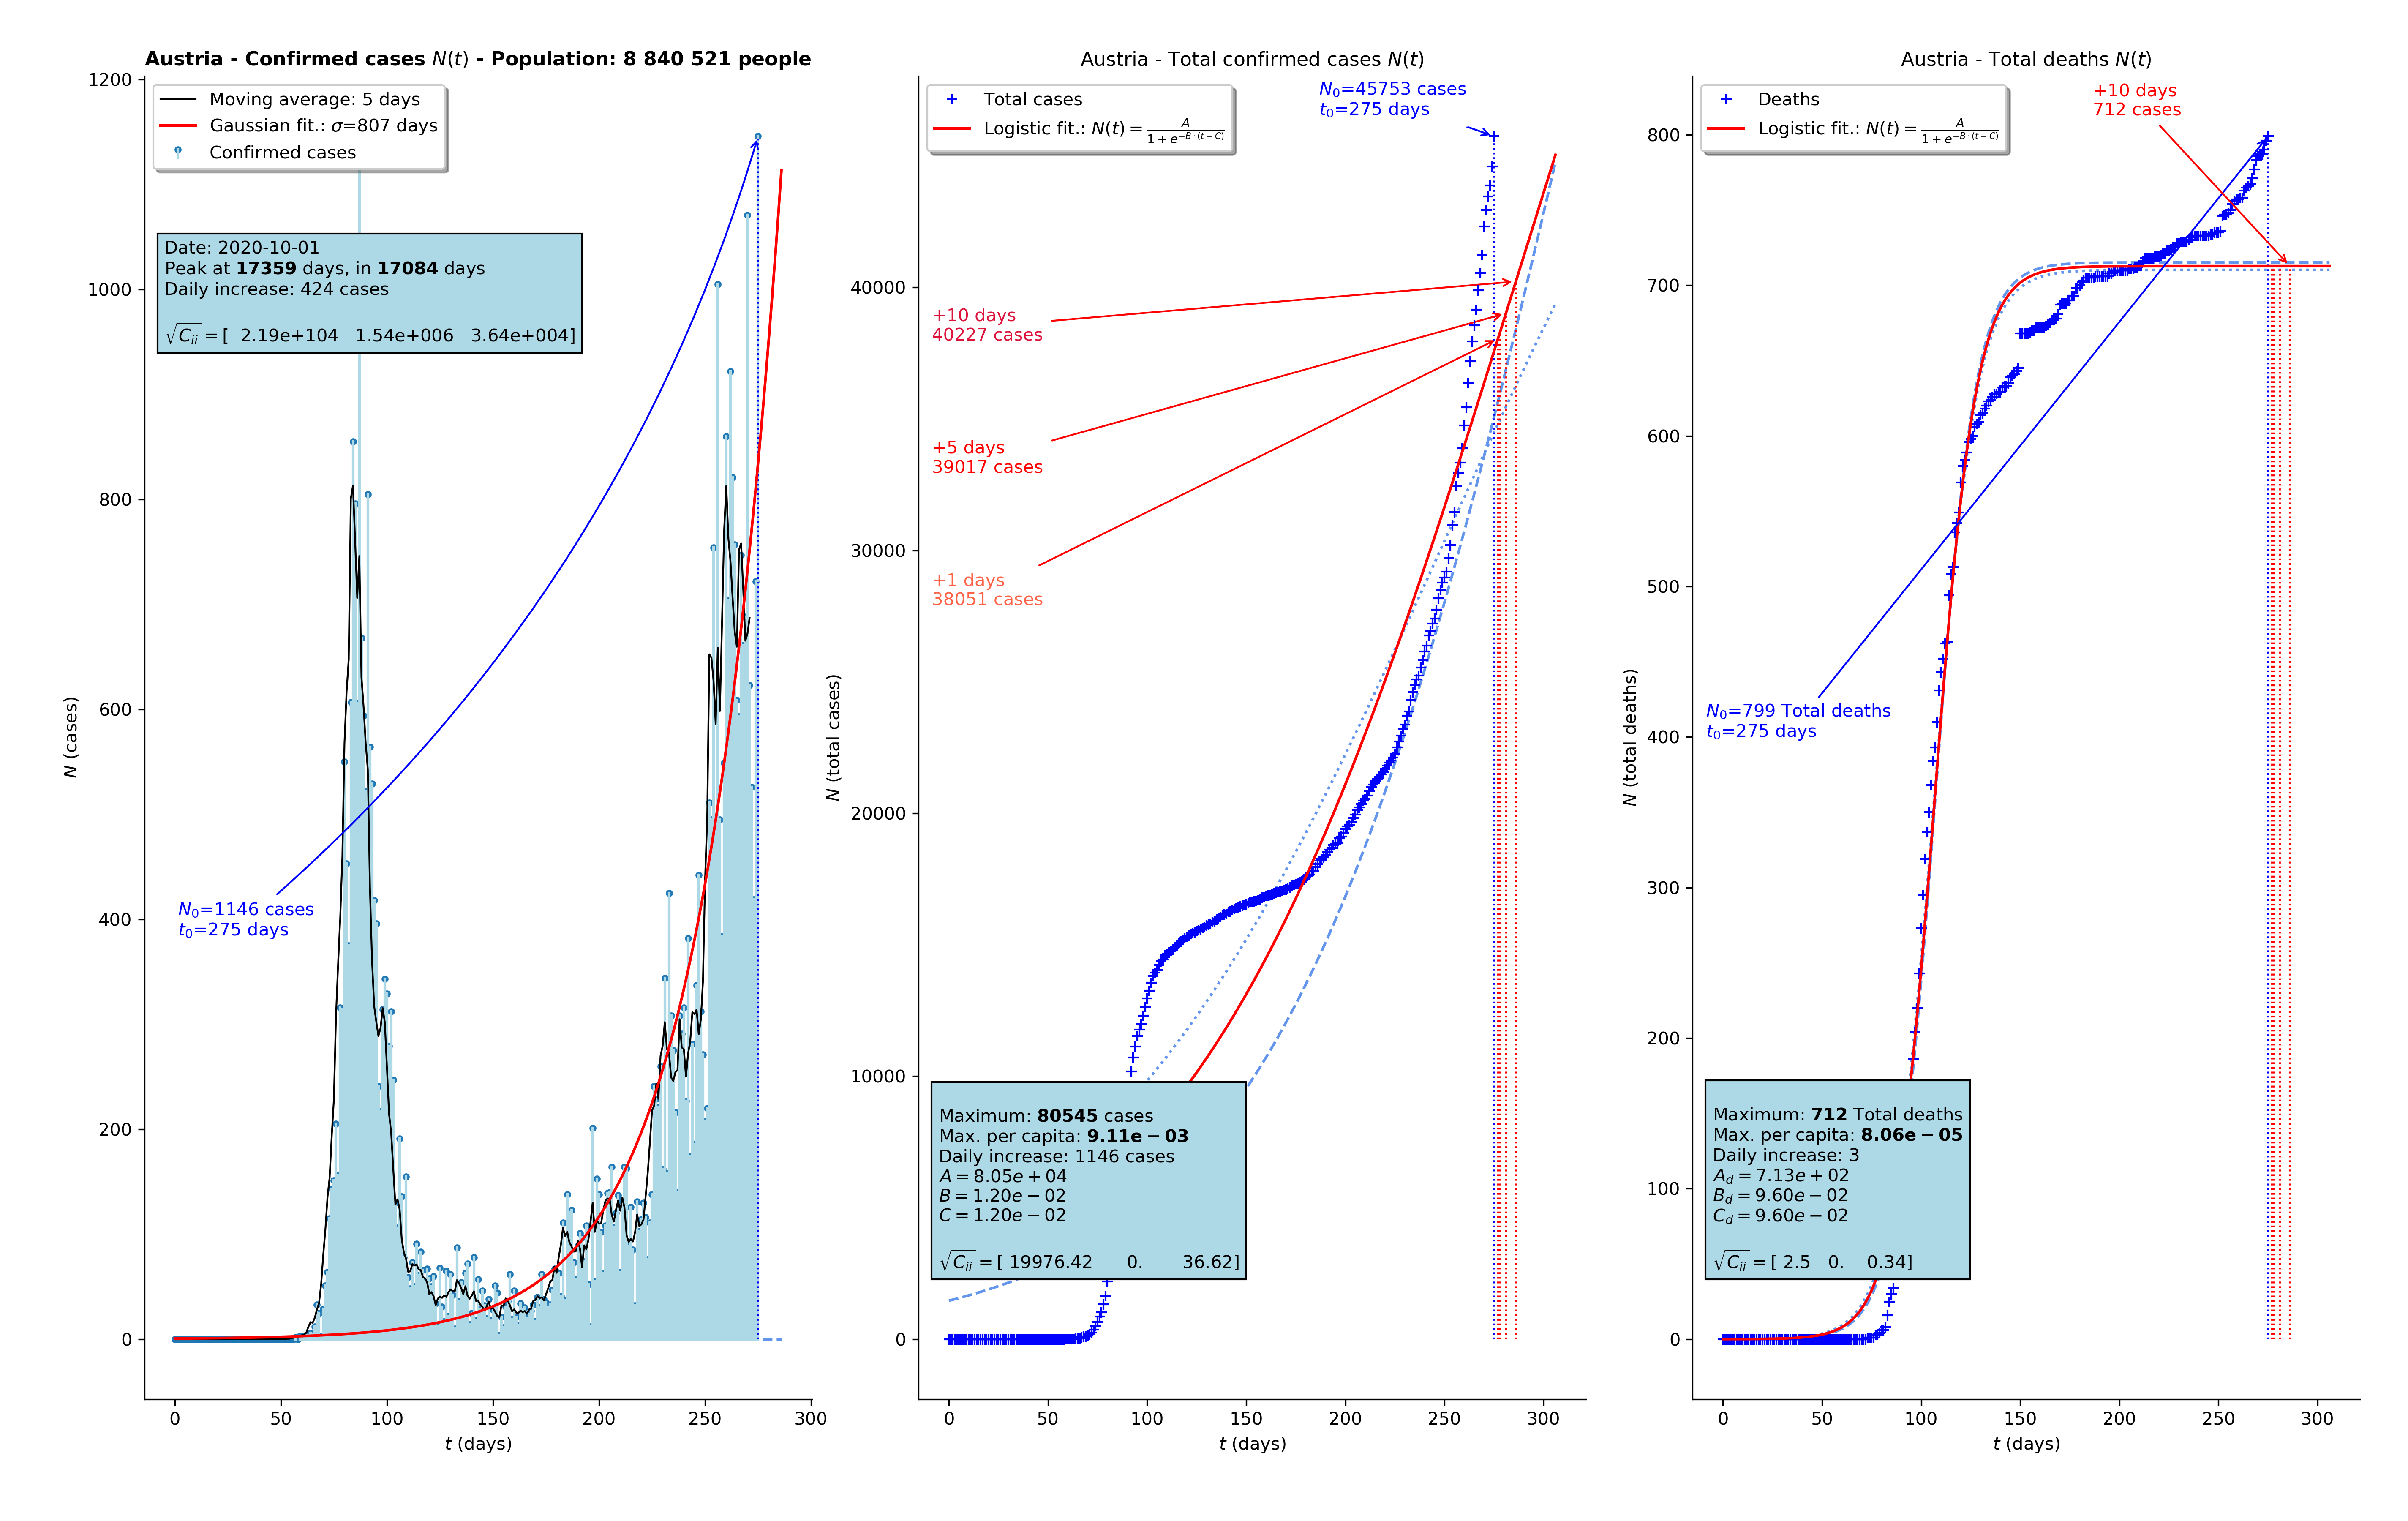 Austria - Confirmed cases N(t) - Population: 8 840 521 people
Moving average: 5 days
Gaussian fit.: σ=807 days
Confirmed cases
Date: 2020-10-01
Peak at 17359 days, in 17084 days
Daily increase: 424 cases
√C_ii = [ 2.19e+104 1.54e+006 3.64e+004]
N₀=1146 cases
t₀=275 days
1200
1000
800
600
400
200
0
N (cases)
0 50 100 150 200 250 300
t (days)
Austria - Total confirmed cases N(t)
Total cases
Logistic fit.: N(t) = A / (1 + e^{-B·(t-C)})
N₀=45753 cases
t₀=275 days
+10 days
40227 cases
+5 days
39017 cases
+1 days
38051 cases
Maximum: 80545 cases
Max. per capita: 9.11e − 03
Daily increase: 1146 cases
A = 8.05e + 04
B = 1.20e − 02
C = 1.20e − 02
√C_ii = [ 19976.42 0. 36.62]
40000
30000
20000
10000
0
N (total cases)
0 50 100 150 200 250 300
t (days)
Austria - Total deaths N(t)
Deaths
Logistic fit.: N(t) = A / (1 + e^{-B·(t-C)})
+10 days
712 cases
N₀=799 Total deaths
t₀=275 days
Maximum: 712 Total deaths
Max. per capita: 8.06e − 05
Daily increase: 3
A_d = 7.13e + 02
B_d = 9.60e − 02
C_d = 9.60e − 02
√C_ii = [ 2.5 0. 0.34]
800
700
600
500
400
300
200
100
0
N (total deaths)
0 50 100 150 200 250 300
t (days)